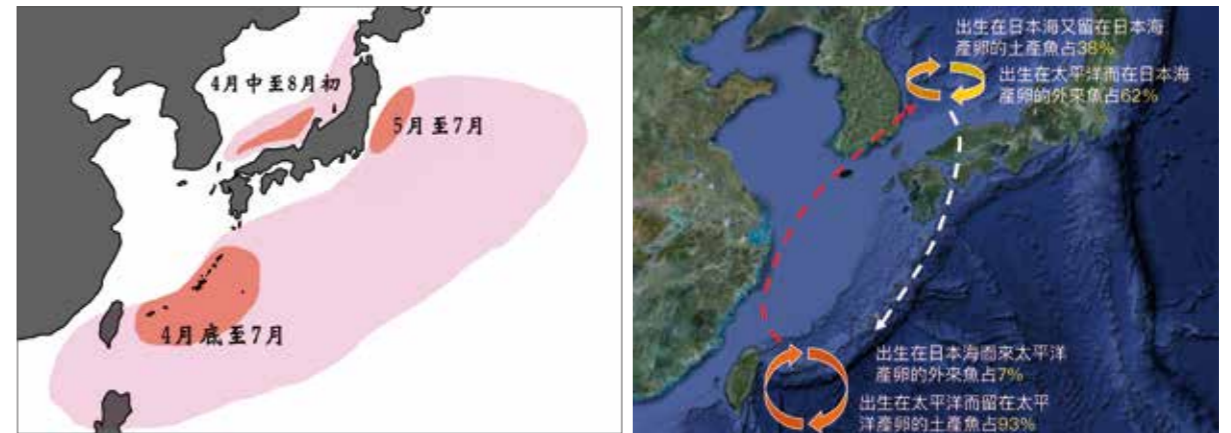 4月中至8月初
5月至7月
4月底至7月
出生在日本海又留在日本海
產卵的土產魚占38%
出生在太平洋而在日本海
產卵的外來魚占62%
出生在日本海而來太平洋
產卵的外來魚占7%
出生在太平洋而留在太平
洋產卵的土產魚占93%